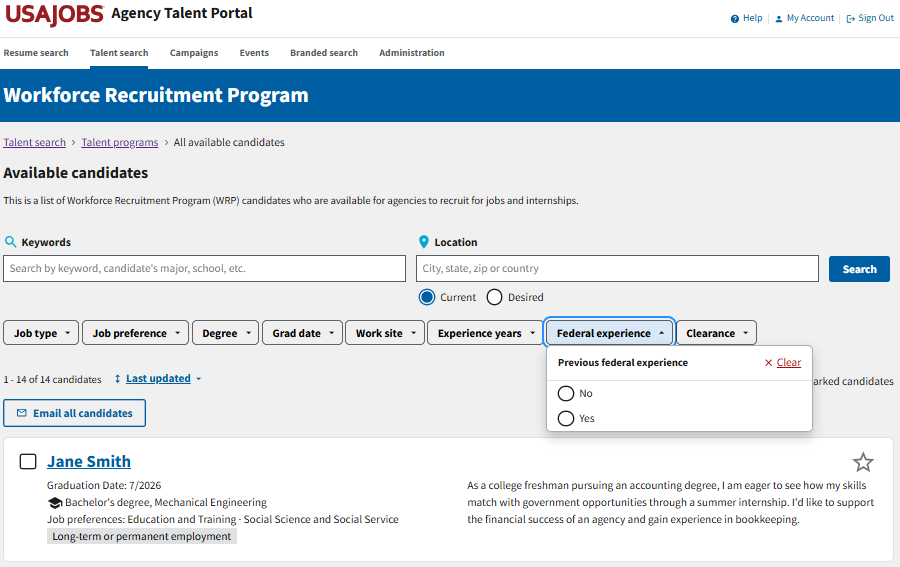 USAJOBS Agency Talent Portal
Help My Account Sign Out
Resume search Talent search Campaigns Events Branded search Administration
Workforce Recruitment Program
Talent search > Talent programs > All available candidates
Available candidates
This is a list of Workforce Recruitment Program (WRP) candidates who are available for agencies to recruit for jobs and internships.
Keywords Location
Search by keyword, candidate's major, school, etc. City, state, zip or country Search
Current Desired
Job type Job preference Degree Grad date Work site Experience years Federal experience Clearance
Previous federal experience × Clear
1 - 14 of 14 candidates Last updated arked candidates
No
Email all candidates
Yes
Jane Smith
Graduation Date: 7/2026
Bachelor's degree, Mechanical Engineering
Job preferences: Education and Training · Social Science and Social Service
Long-term or permanent employment
As a college freshman pursuing an accounting degree, I am eager to see how my skills
match with government opportunities through a summer internship. I'd like to support
the financial success of an agency and gain experience in bookkeeping.